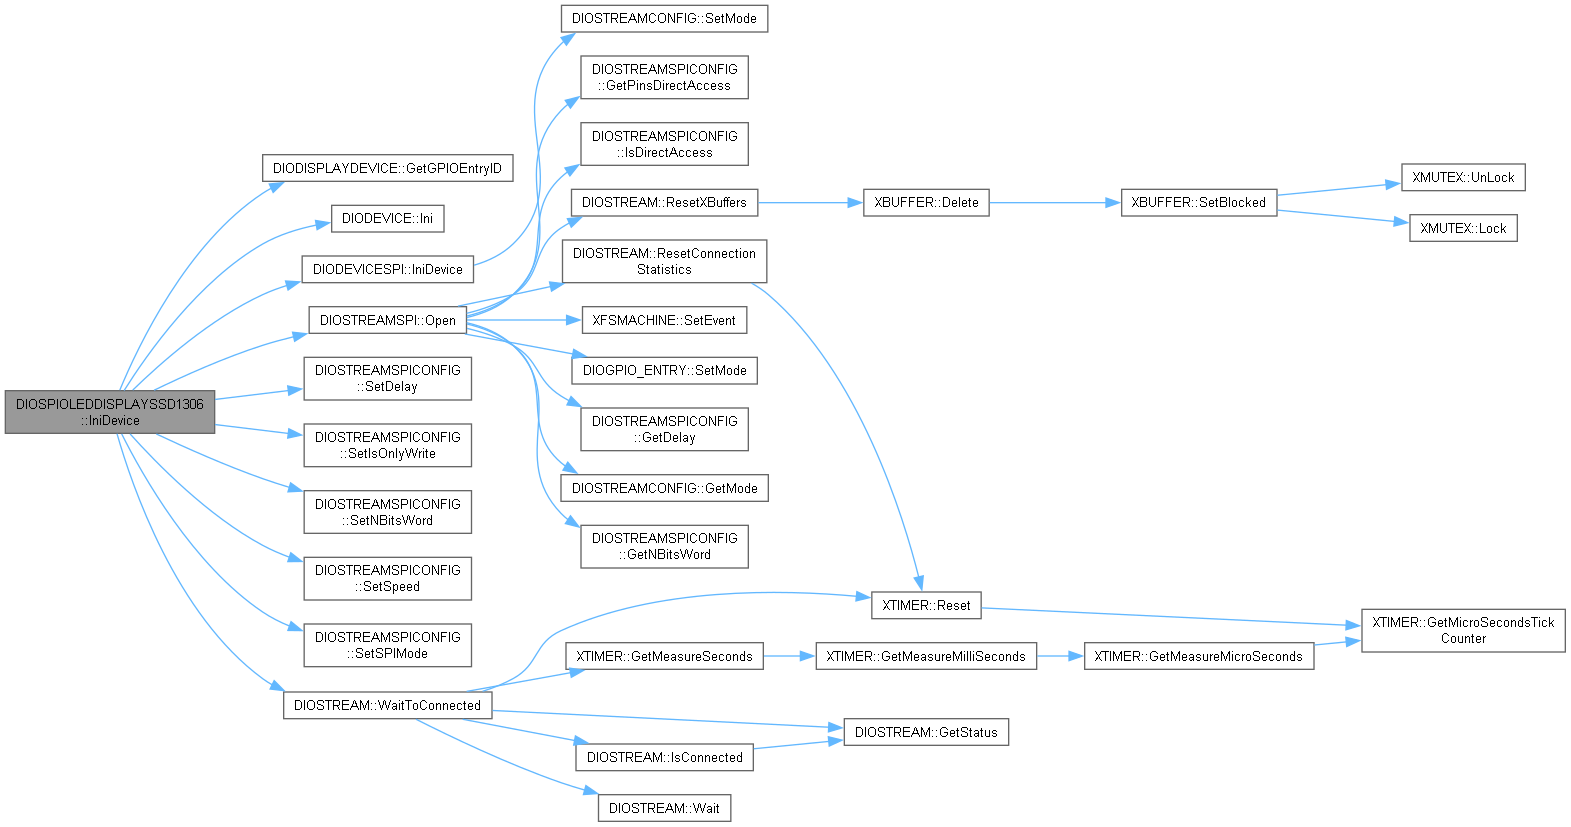 DIOSTREAMCONFIG::SetMode
DIOSTREAMSPICONFIG
::GetPinsDirectAccess
DIOSTREAMSPICONFIG
::IsDirectAccess
DIODISPLAYDEVICE::GetGPIOEntryID
XMUTEX::UnLock
DIOSTREAM::ResetXBuffers
XBUFFER::Delete
XBUFFER::SetBlocked
DIODEVICE::Ini
XMUTEX::Lock
DIOSTREAM::ResetConnection
Statistics
DIODEVICESPI::IniDevice
DIOSTREAMSPI::Open
XFSMACHINE::SetEvent
DIOGPIO_ENTRY::SetMode
DIOSTREAMSPICONFIG
::SetDelay
DIOSPIOLEDDISPLAYSSD1306
::IniDevice
DIOSTREAMSPICONFIG
::GetDelay
DIOSTREAMSPICONFIG
::SetIsOnlyWrite
DIOSTREAMCONFIG::GetMode
DIOSTREAMSPICONFIG
::SetNBitsWord
DIOSTREAMSPICONFIG
::GetNBitsWord
DIOSTREAMSPICONFIG
::SetSpeed
XTIMER::Reset
XTIMER::GetMicroSecondsTick
Counter
DIOSTREAMSPICONFIG
::SetSPIMode
XTIMER::GetMeasureSeconds
XTIMER::GetMeasureMilliSeconds
XTIMER::GetMeasureMicroSeconds
DIOSTREAM::WaitToConnected
DIOSTREAM::GetStatus
DIOSTREAM::IsConnected
DIOSTREAM::Wait